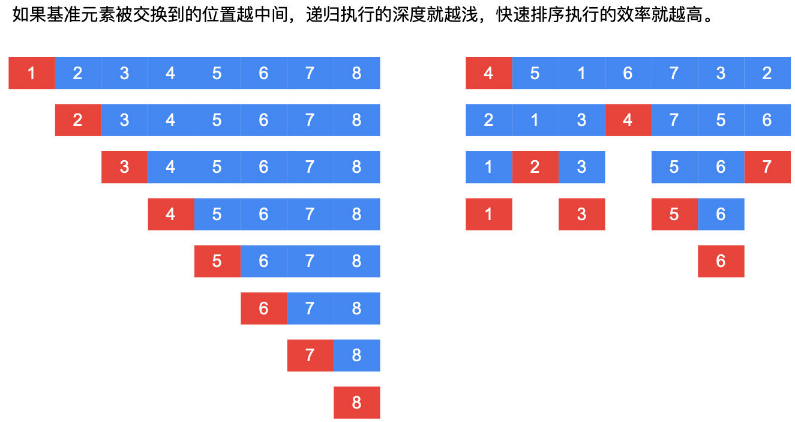 如果基准元素被交换到的位置越中间，递归执行的深度就越浅，快速排序执行的效率就越高。
1 2 3 4 5 6 7 8
2 3 4 5 6 7 8
3 4 5 6 7 8
4 5 6 7 8
5 6 7 8
6 7 8
7 8
8
4 5 1 6 7 3 2
2 1 3 4 7 5 6
1 2 3 5 6 7
1 3 5 6
6